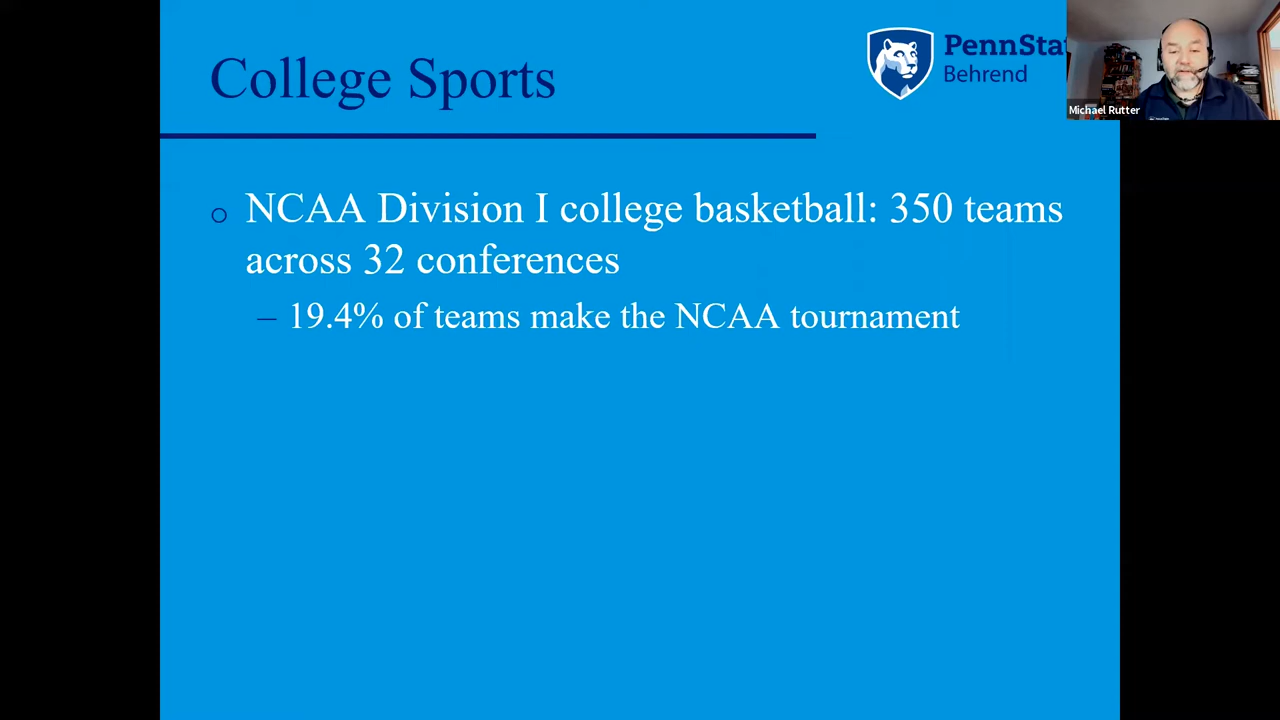 College Sports
PennSta
Behrend
Michael Rutter
NCAA Division I college basketball: 350 teams
across 32 conferences
– 19.4% of teams make the NCAA tournament